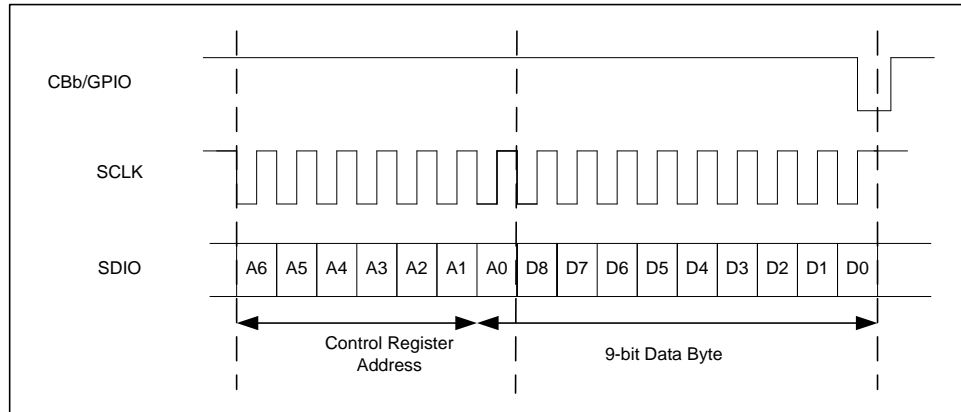 CBb/GPIO
SCLK
SDIO
A6 A5 A4 A3 A2 A1 A0 D8 D7 D6 D5 D4 D3 D2 D1 D0
Control Register
Address
9-bit Data Byte